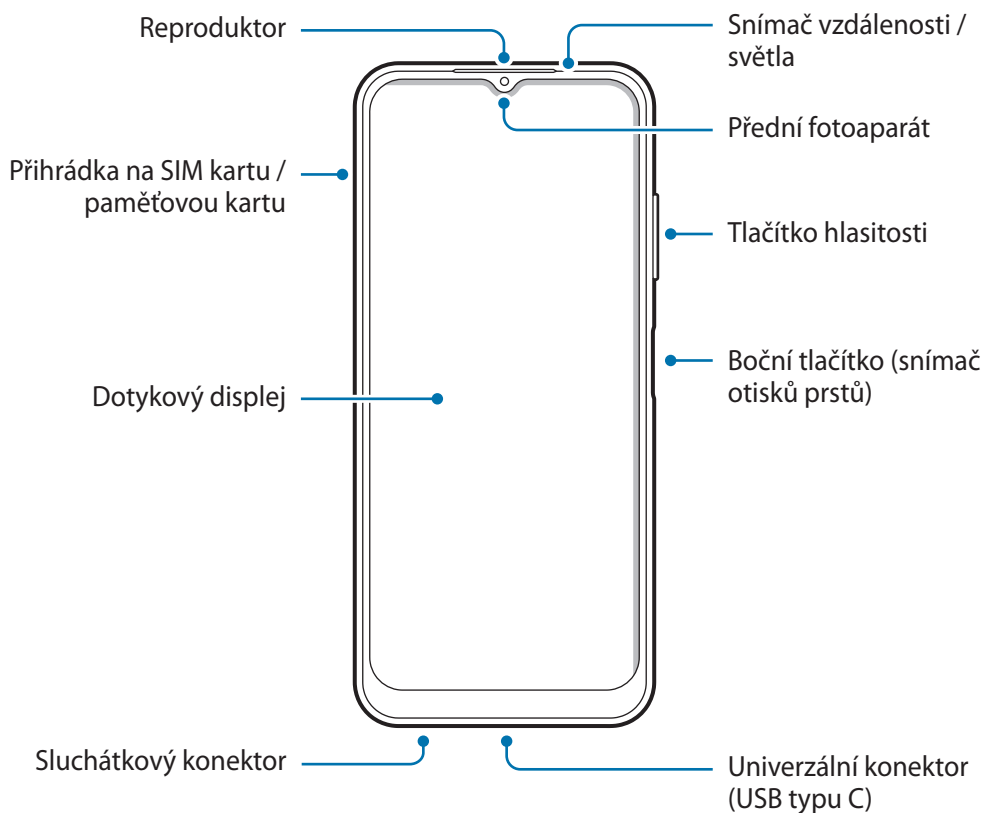 Reproduktor
Snímač vzdálenosti /
světla
Přední fotoaparát
Přihrádka na SIM kartu /
paměťovou kartu
Tlačítko hlasitosti
Boční tlačítko (snímač
otisků prstů)
Dotykový displej
Sluchátkový konektor
Univerzální konektor
(USB typu C)